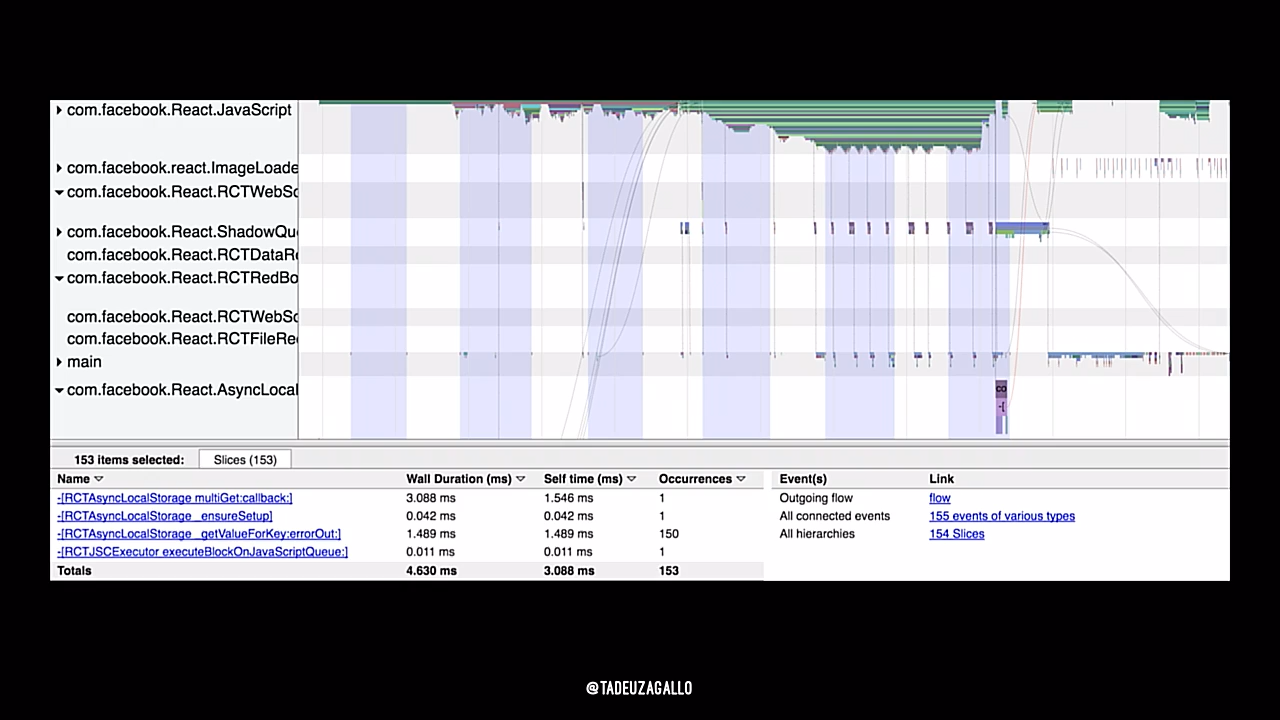 com.facebook.React.JavaScript
com.facebook.react.ImageLoade
com.facebook.React.RCTWebSc
com.facebook.React.ShadowQu
com.facebook.React.RCTDataRe
com.facebook.React.RCTRedBo
com.facebook.React.RCTWebSc
com.facebook.React.RCTFileRe
main
com.facebook.React.AsyncLocal
co
-[
153 items selected: Slices (153)
Name Wall Duration (ms) Self time (ms) Occurrences Event(s) Link
-[RCTAsyncLocalStorage multiGet:callback:] 3.088 ms 1.546 ms 1 Outgoing flow flow
-[RCTAsyncLocalStorage _ensureSetup] 0.042 ms 0.042 ms 1 All connected events 155 events of various types
-[RCTAsyncLocalStorage _getValueForKey:errorOut:] 1.489 ms 1.489 ms 150 All hierarchies 154 Slices
-[RCTJSCExecutor executeBlockOnJavaScriptQueue:] 0.011 ms 0.011 ms 1
Totals 4.630 ms 3.088 ms 153
@TADEUZAGALLO